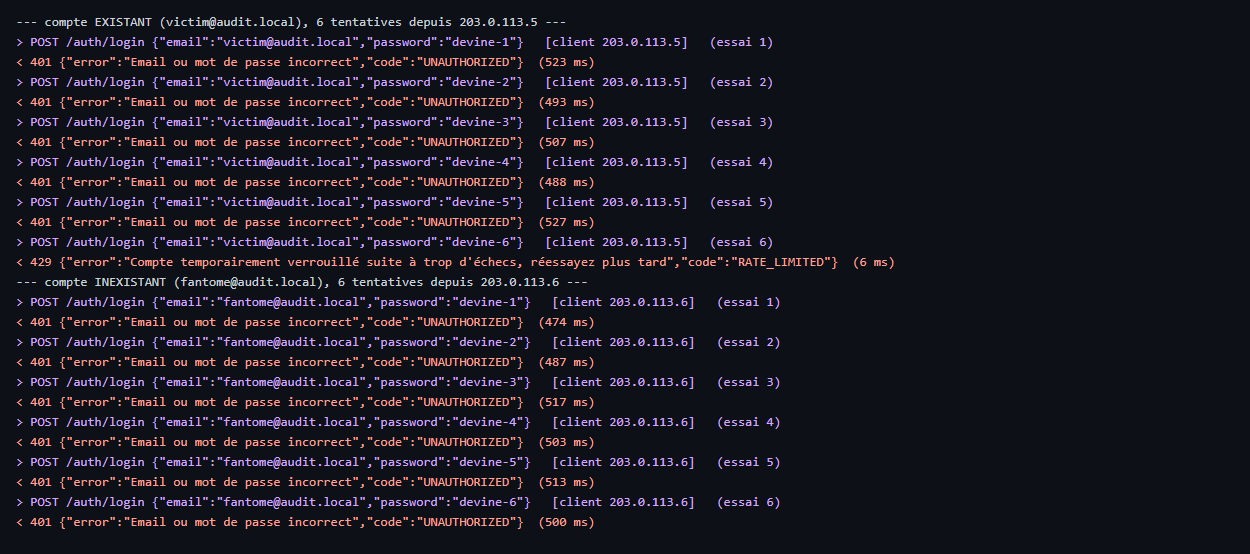 --- compte EXISTANT (victim@audit.local), 6 tentatives depuis 203.0.113.5 ---
> POST /auth/login {"email":"victim@audit.local","password":"devine-1"}   [client 203.0.113.5]   (essai 1)
< 401 {"error":"Email ou mot de passe incorrect","code":"UNAUTHORIZED"}  (523 ms)
> POST /auth/login {"email":"victim@audit.local","password":"devine-2"}   [client 203.0.113.5]   (essai 2)
< 401 {"error":"Email ou mot de passe incorrect","code":"UNAUTHORIZED"}  (493 ms)
> POST /auth/login {"email":"victim@audit.local","password":"devine-3"}   [client 203.0.113.5]   (essai 3)
< 401 {"error":"Email ou mot de passe incorrect","code":"UNAUTHORIZED"}  (507 ms)
> POST /auth/login {"email":"victim@audit.local","password":"devine-4"}   [client 203.0.113.5]   (essai 4)
< 401 {"error":"Email ou mot de passe incorrect","code":"UNAUTHORIZED"}  (488 ms)
> POST /auth/login {"email":"victim@audit.local","password":"devine-5"}   [client 203.0.113.5]   (essai 5)
< 401 {"error":"Email ou mot de passe incorrect","code":"UNAUTHORIZED"}  (527 ms)
> POST /auth/login {"email":"victim@audit.local","password":"devine-6"}   [client 203.0.113.5]   (essai 6)
< 429 {"error":"Compte temporairement verrouillé suite à trop d'échecs, réessayez plus tard","code":"RATE_LIMITED"}  (6 ms)
--- compte INEXISTANT (fantome@audit.local), 6 tentatives depuis 203.0.113.6 ---
> POST /auth/login {"email":"fantome@audit.local","password":"devine-1"}   [client 203.0.113.6]   (essai 1)
< 401 {"error":"Email ou mot de passe incorrect","code":"UNAUTHORIZED"}  (474 ms)
> POST /auth/login {"email":"fantome@audit.local","password":"devine-2"}   [client 203.0.113.6]   (essai 2)
< 401 {"error":"Email ou mot de passe incorrect","code":"UNAUTHORIZED"}  (487 ms)
> POST /auth/login {"email":"fantome@audit.local","password":"devine-3"}   [client 203.0.113.6]   (essai 3)
< 401 {"error":"Email ou mot de passe incorrect","code":"UNAUTHORIZED"}  (517 ms)
> POST /auth/login {"email":"fantome@audit.local","password":"devine-4"}   [client 203.0.113.6]   (essai 4)
< 401 {"error":"Email ou mot de passe incorrect","code":"UNAUTHORIZED"}  (503 ms)
> POST /auth/login {"email":"fantome@audit.local","password":"devine-5"}   [client 203.0.113.6]   (essai 5)
< 401 {"error":"Email ou mot de passe incorrect","code":"UNAUTHORIZED"}  (513 ms)
> POST /auth/login {"email":"fantome@audit.local","password":"devine-6"}   [client 203.0.113.6]   (essai 6)
< 401 {"error":"Email ou mot de passe incorrect","code":"UNAUTHORIZED"}  (500 ms)